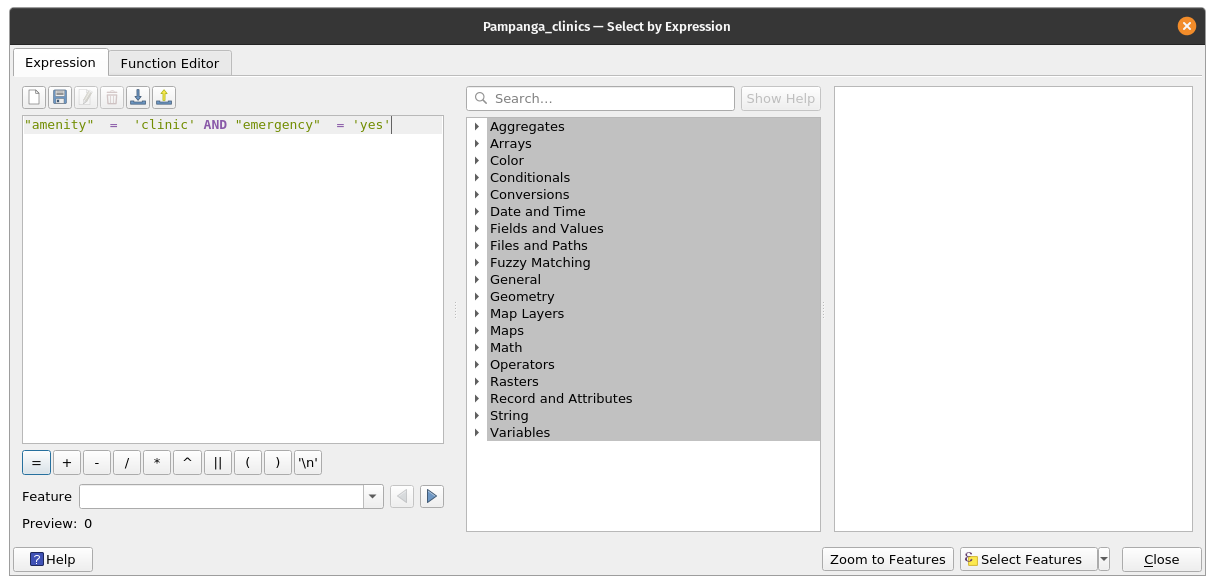 Pampanga_clinics — Select by Expression
Expression
Function Editor
"amenity"  =  'clinic' AND "emergency"  = 'yes'
= + - / * ^ || ( ) '\n'
Feature
Preview: 0
Search…
Show Help
Aggregates
Arrays
Color
Conditionals
Conversions
Date and Time
Fields and Values
Files and Paths
Fuzzy Matching
General
Geometry
Map Layers
Maps
Math
Operators
Rasters
Record and Attributes
String
Variables
? Help
Zoom to Features
Select Features
Close